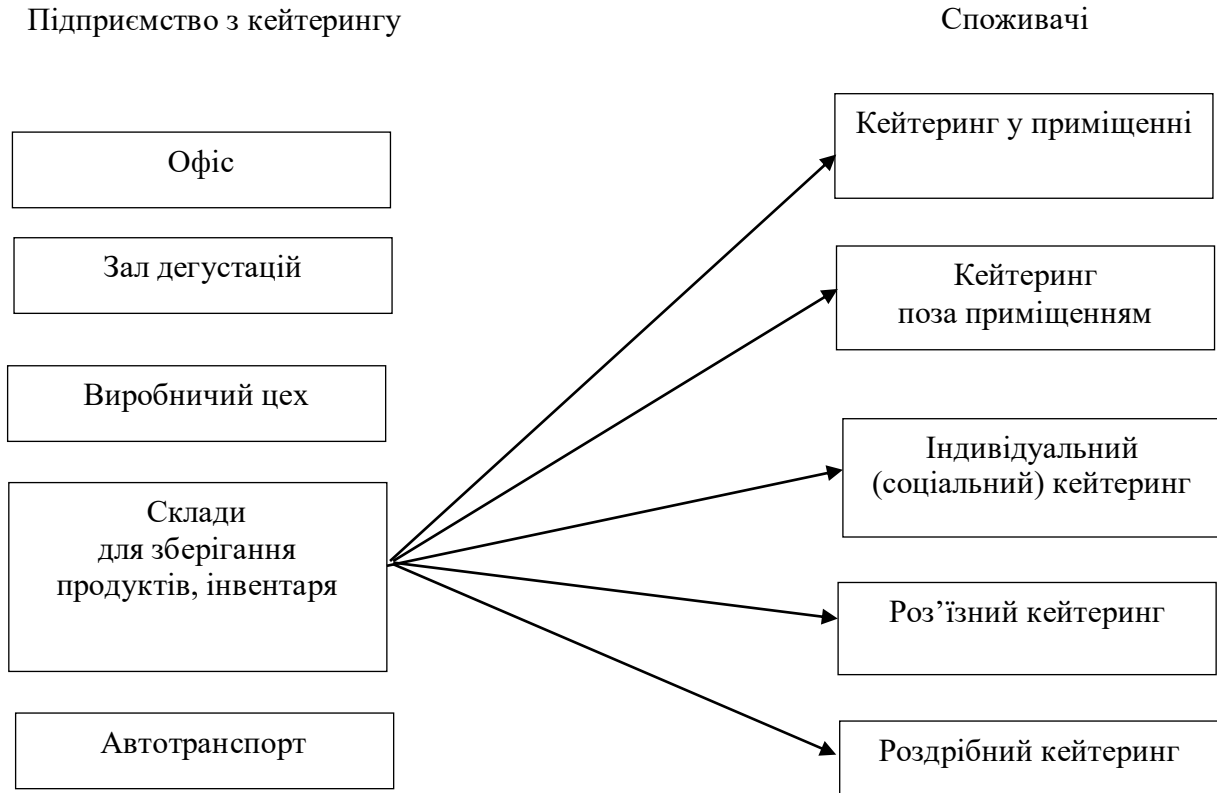 Підприємство з кейтерингу
Споживачі
Офіс
Зал дегустацій
Виробничий цех
Склади
для зберігання
продуктів, інвентаря
Автотранспорт
Кейтеринг у приміщенні
Кейтеринг
поза приміщенням
Індивідуальний
(соціальний) кейтеринг
Роз’їзний кейтеринг
Роздрібний кейтеринг